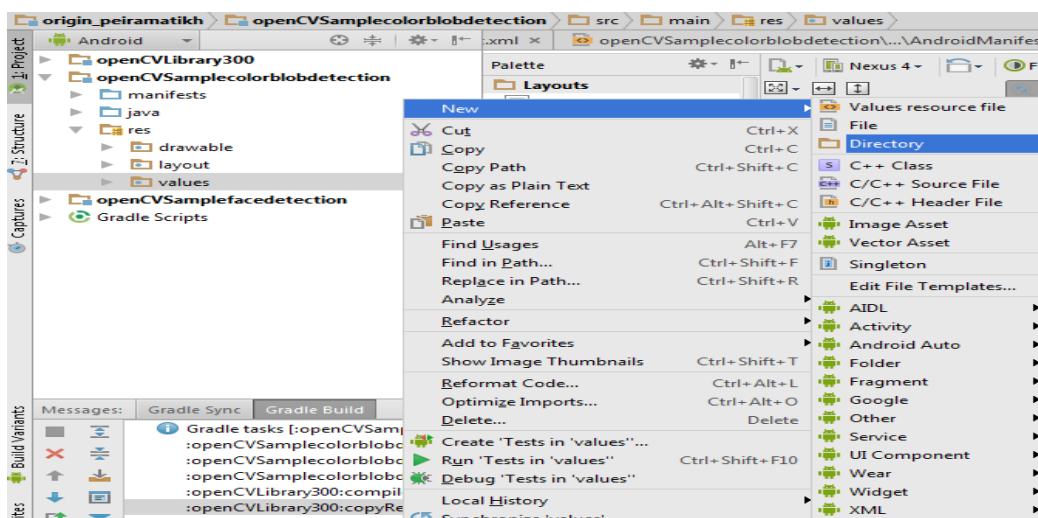 origin_peiramatikh openCVSamplecolorblobdetection src main res values
1: Project
Android
.xml × openCVSamplecolorblobdetection\...\AndroidManifes
openCVLibrary300
openCVSamplecolorblobdetection
manifests
java
res
drawable
layout
values
openCVSamplefacedetection
Gradle Scripts
7: Structure
Captures
Build Variants
Palette
Layouts
Nexus 4
New
Cut Ctrl+X
Copy Ctrl+C
Copy Path Ctrl+Shift+C
Copy as Plain Text
Copy Reference Ctrl+Alt+Shift+C
Paste Ctrl+V
Find Usages Alt+F7
Find in Path... Ctrl+Shift+F
Replace in Path... Ctrl+Shift+R
Analyze
Refactor
Add to Favorites
Show Image Thumbnails Ctrl+Shift+T
Reformat Code... Ctrl+Alt+L
Optimize Imports... Ctrl+Alt+O
Delete... Delete
Create 'Tests in 'values''...
Run 'Tests in 'values'' Ctrl+Shift+F10
Debug 'Tests in 'values''
Local History
Synchronize 'values'
Values resource file
File
Directory
C++ Class
C/C++ Source File
C/C++ Header File
Image Asset
Vector Asset
Singleton
Edit File Templates...
AIDL
Activity
Android Auto
Folder
Fragment
Google
Other
Service
UI Component
Wear
Widget
XML
Messages: Gradle Sync Gradle Build
Gradle tasks [:openCVSamp
:openCVSamplecolorblobc
:openCVSamplecolorblobc
:openCVLibrary300:compil
:openCVLibrary300:copyRe